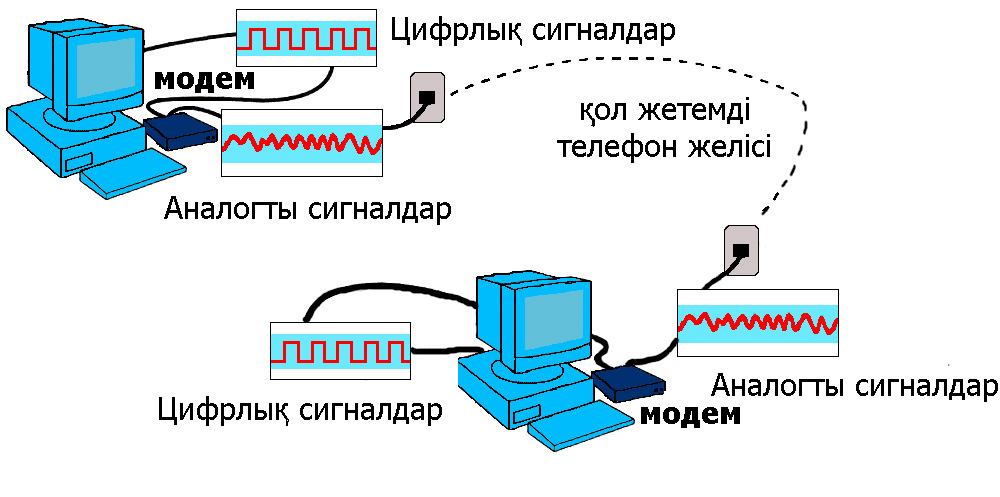 Цифрлық сигналдар
модем
қол жетемді
телефон желісі
Аналогты сигналдар
Аналогты сигналдар
Цифрлық сигналдар
модем